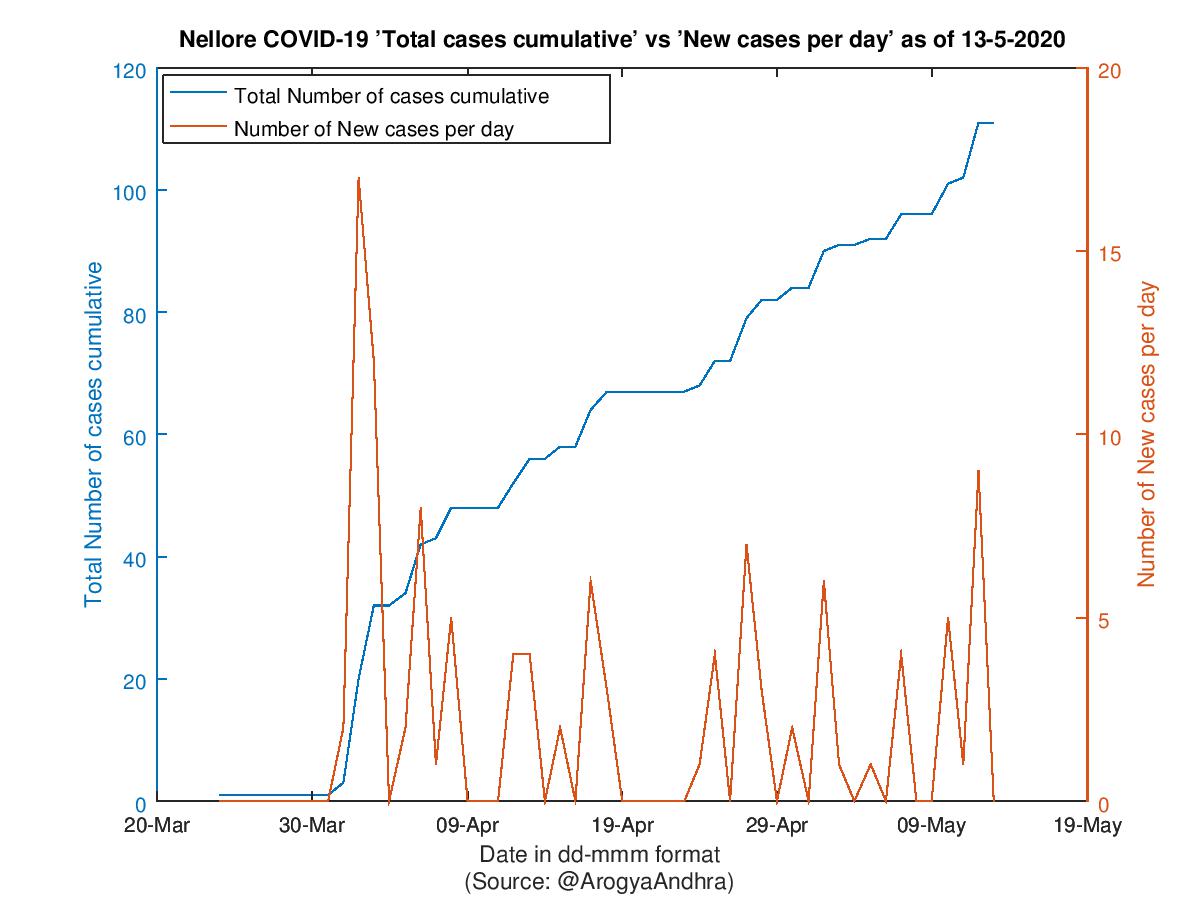 Nellore COVID-19 ’Total cases cumulative’ vs ’New cases per day’ as of 13-5-2020
Total Number of cases cumulative
Number of New cases per day
120
100
80
60
40
20
0
Total Number of cases cumulative
20
15
10
5
0
Number of New cases per day
20-Mar 30-Mar 09-Apr 19-Apr 29-Apr 09-May 19-May
Date in dd-mmm format
(Source: @ArogyaAndhra)